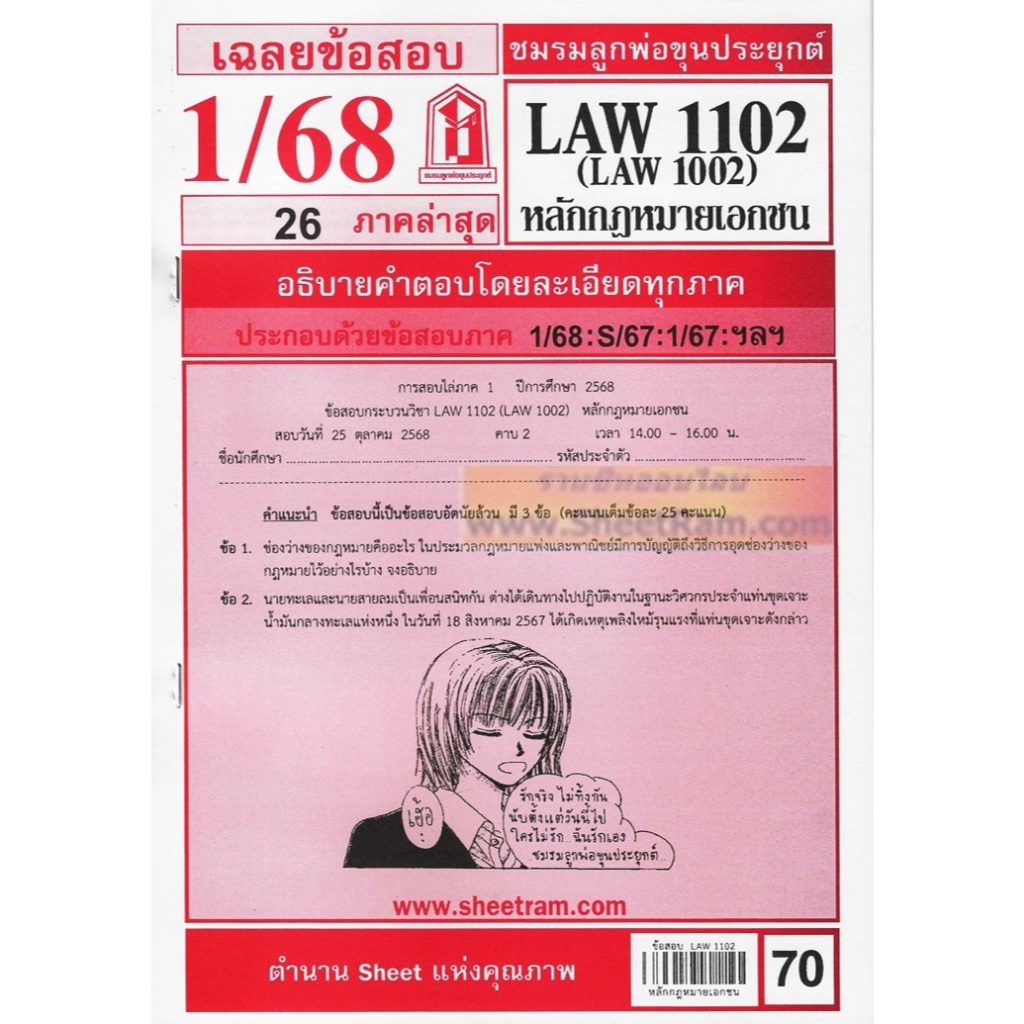 เฉลยข้อสอบ
ชมรมลูกพ่อขุนประยุกต์
1/68
ชมรมลูกพ่อขุนประยุกต์
LAW 1102
(LAW 1002)
หลักกฎหมายเอกชน
26 ภาคล่าสุด
อธิบายคำตอบโดยละเอียดทุกภาค
ประกอบด้วยข้อสอบภาค 1/68:S/67:1/67:ฯลฯ
การสอบไล่ภาค 1 ปีการศึกษา 2568
ข้อสอบกระบวนวิชา LAW 1102 (LAW 1002) หลักกฎหมายเอกชน
สอบวันที่ 25 ตุลาคม 2568 คาบ 2 เวลา 14.00 – 16.00 น.
ชื่อนักศึกษา ........................................ รหัสประจำตัว ........................................
รามชีทออนไลน์
www.SheetRam.com
คำแนะนำ ข้อสอบนี้เป็นข้อสอบอัตนัยล้วน มี 3 ข้อ (คะแนนเต็มข้อละ 25 คะแนน)
ข้อ 1. ช่องว่างของกฎหมายคืออะไร ในประมวลกฎหมายแพ่งและพาณิชย์มีการบัญญัติถึงวิธีการอุดช่องว่างของ
กฎหมายไว้อย่างไรบ้าง จงอธิบาย
ข้อ 2. นายทะเลและนายสายลมเป็นเพื่อนสนิทกัน ต่างได้เดินทางไปปฏิบัติงานในฐานะวิศวกรประจำแท่นขุดเจาะ
น้ำมันกลางทะเลแห่งหนึ่ง ในวันที่ 18 สิงหาคม 2567 ได้เกิดเหตุเพลิงไหม้รุนแรงที่แท่นขุดเจาะดังกล่าว
เฮ้อ
รักจริง ไม่ทิ้งกัน
นับตั้งแต่วันนี้ไป
ใครไม่รัก...ฉันรักเอง
ชมรมลูกพ่อขุนประยุกต์...
www.sheetram.com
ตำนาน Sheet แห่งคุณภาพ
ข้อสอบ LAW 1102
หลักกฎหมายเอกชน
70